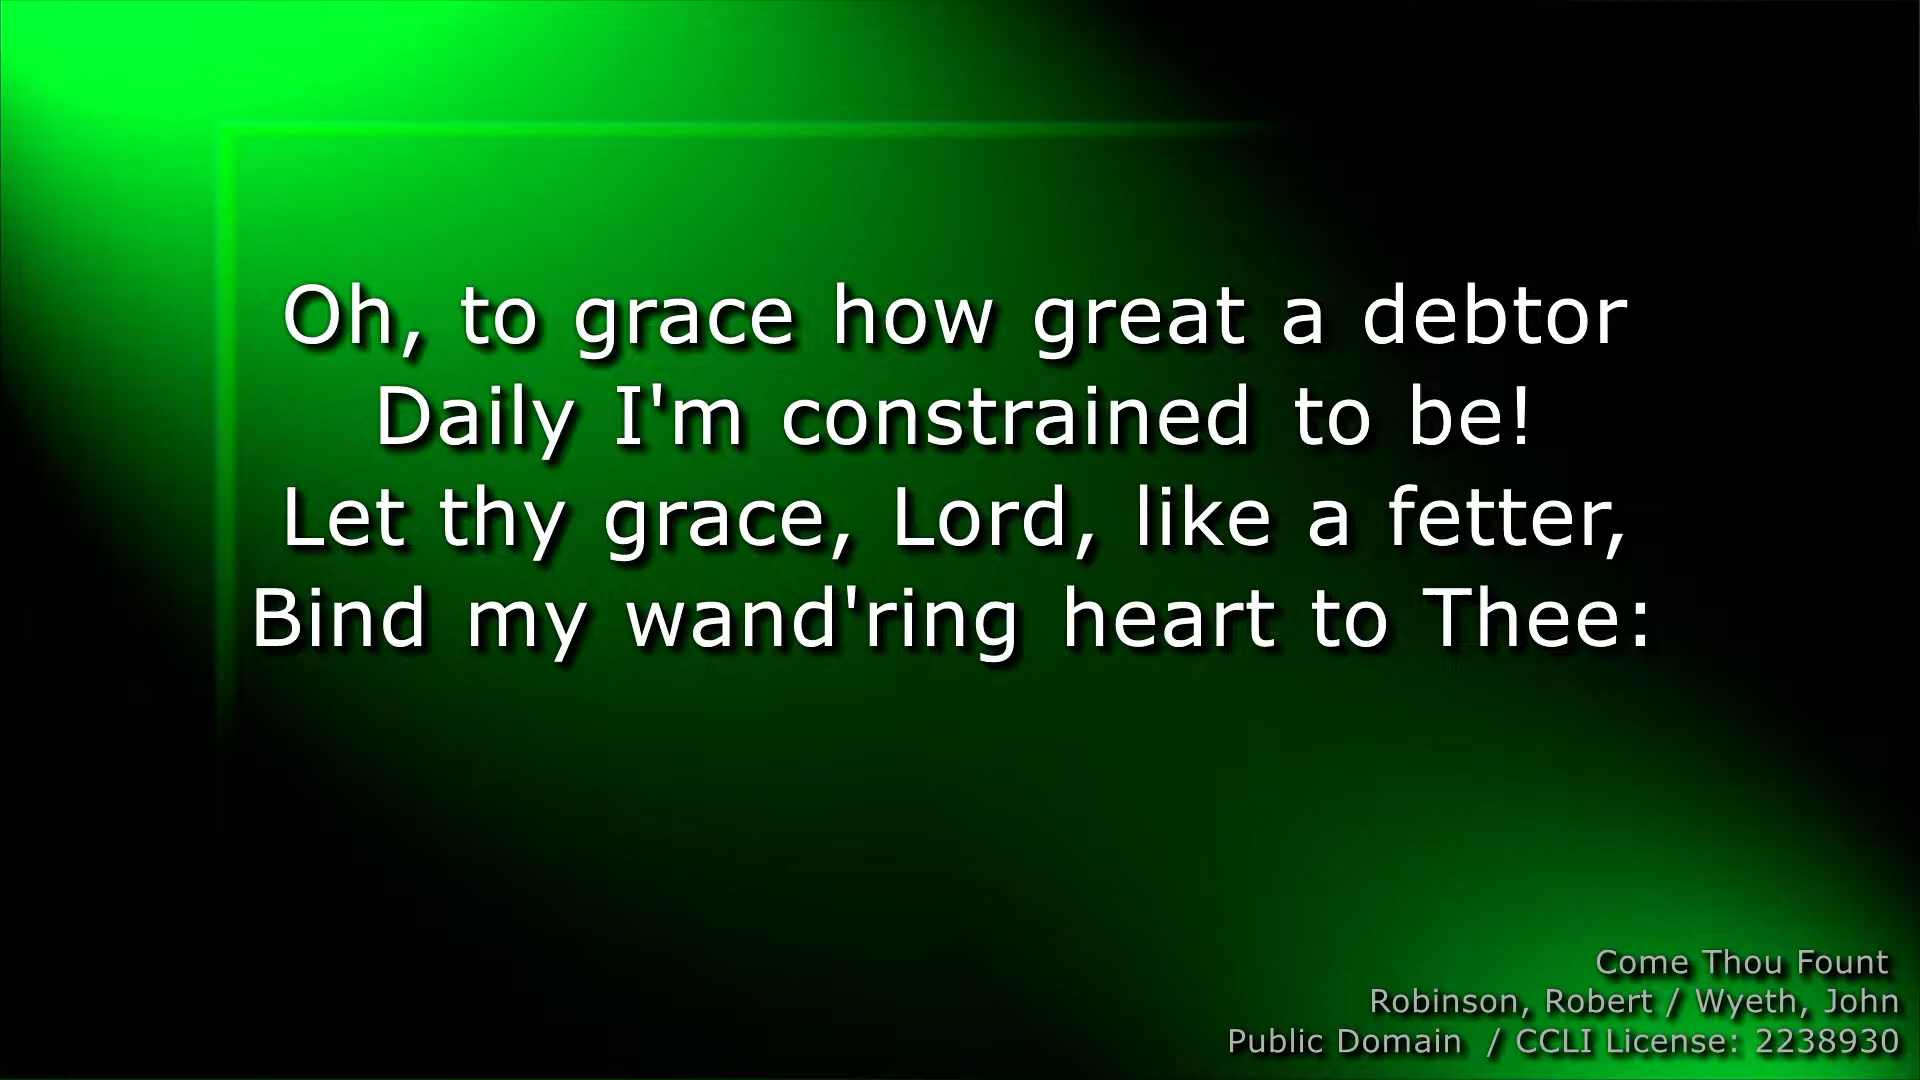 Oh, to grace how great a debtor
Daily I'm constrained to be!
Let thy grace, Lord, like a fetter,
Bind my wand'ring heart to Thee:
Come Thou Fount
Robinson, Robert / Wyeth, John
Public Domain / CCLI License: 2238930